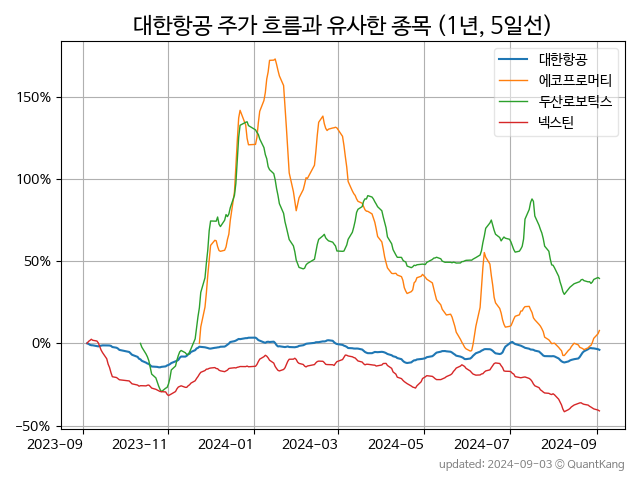 대한항공 주가 흐름과 유사한 종목 (1년, 5일선)
대한항공
에코프로머티
두산로보틱스
넥스틴
150%
100%
50%
0%
−50%
2023-09
2023-11
2024-01
2024-03
2024-05
2024-07
2024-09
updated: 2024-09-03 © QuantKang